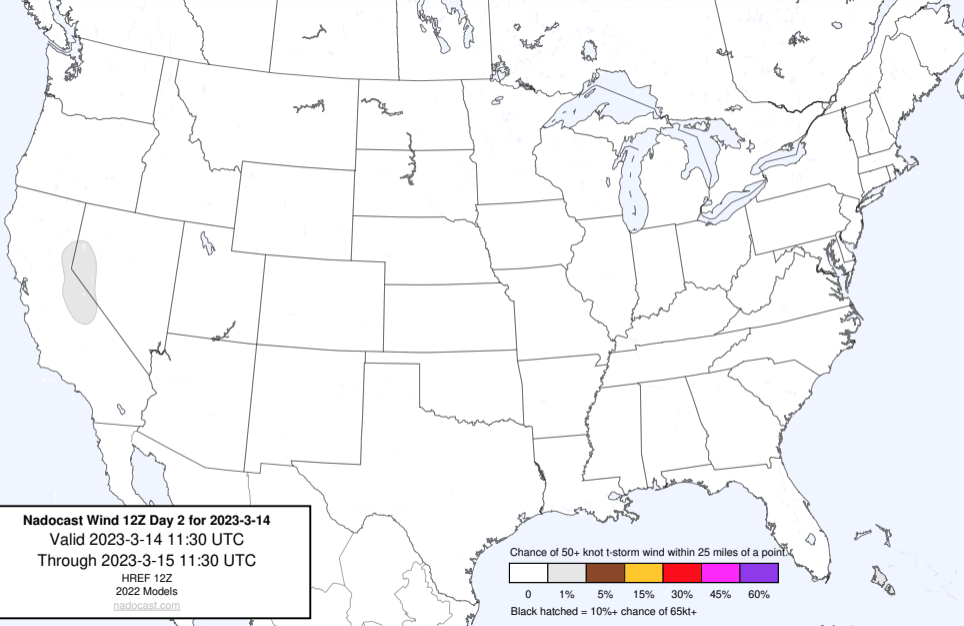 Nadocast Wind 12Z Day 2 for 2023-3-14
Valid 2023-3-14 11:30 UTC
Through 2023-3-15 11:30 UTC
HREF 12Z
2022 Models
nadocast.com
Chance of 50+ knot t-storm wind within 25 miles of a point.
0 1% 5% 15% 30% 45% 60%
Black hatched = 10%+ chance of 65kt+